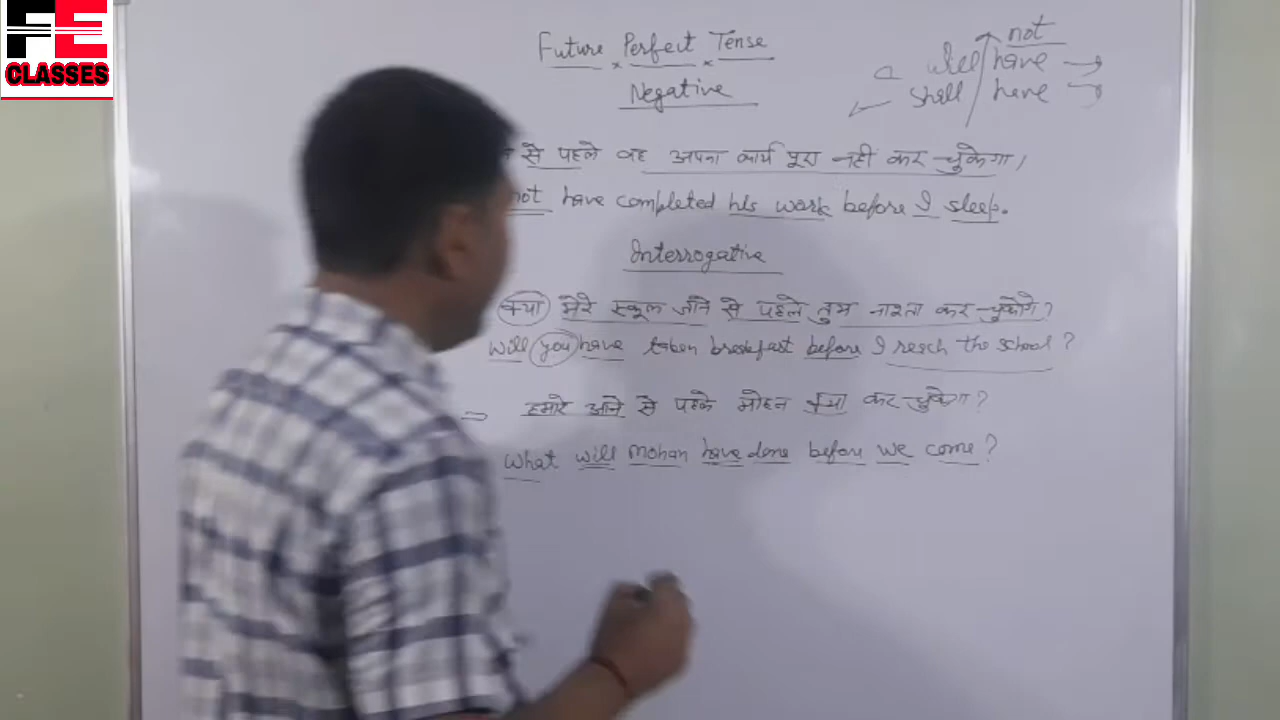 FE
CLASSES
Future Perfect Tense
Negative
not
will have
shall have
से पहले वह अपना कार्य पूरा नहीं कर चुकेगा।
not have completed his work before I sleep.
Interrogative
क्या मेरे स्कूल जाने से पहले तुम नाश्ता कर चुकोगे?
will you have taken breakfast before I reach the school?
⇒ हमारे आने से पहले मोहन क्या कर चुकेगा?
What will mohan have done before we come?